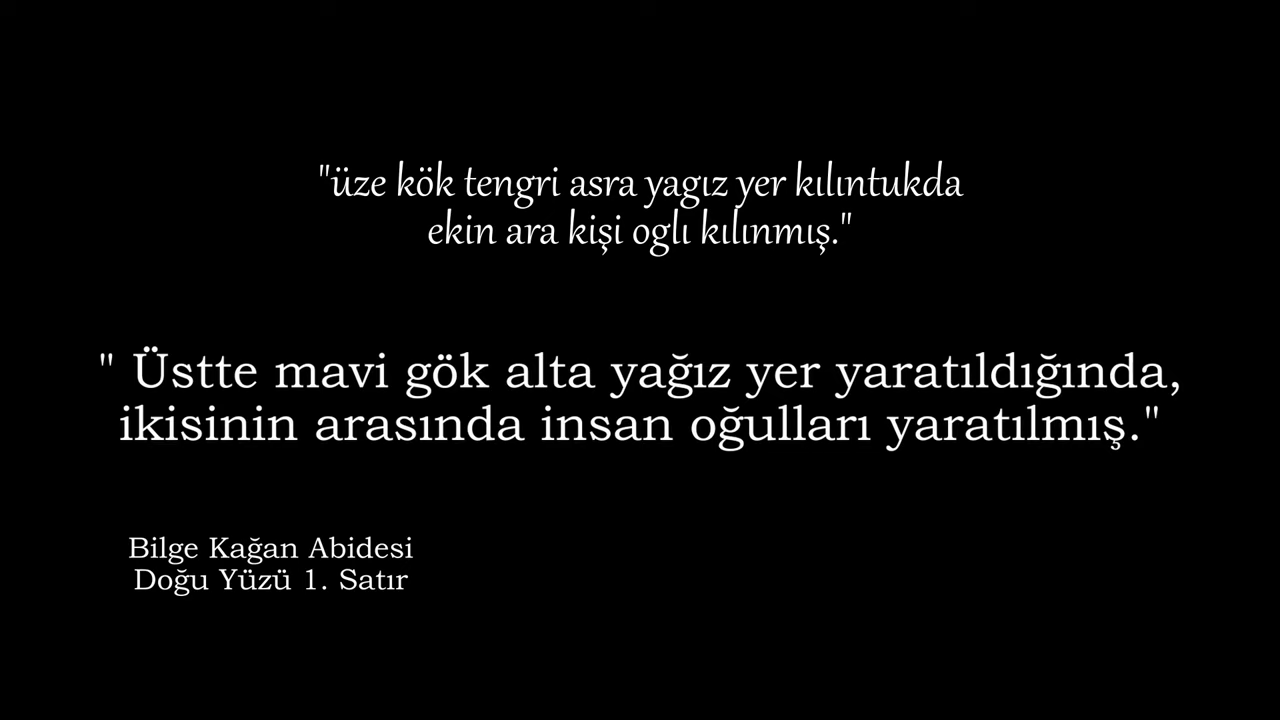 "üze kök tengri asra yagız yer kılıntukda
ekin ara kişi oglı kılınmış."
" Üstte mavi gök alta yağız yer yaratıldığında,
ikisinin arasında insan oğulları yaratılmış."
Bilge Kağan Abidesi
Doğu Yüzü 1. Satır